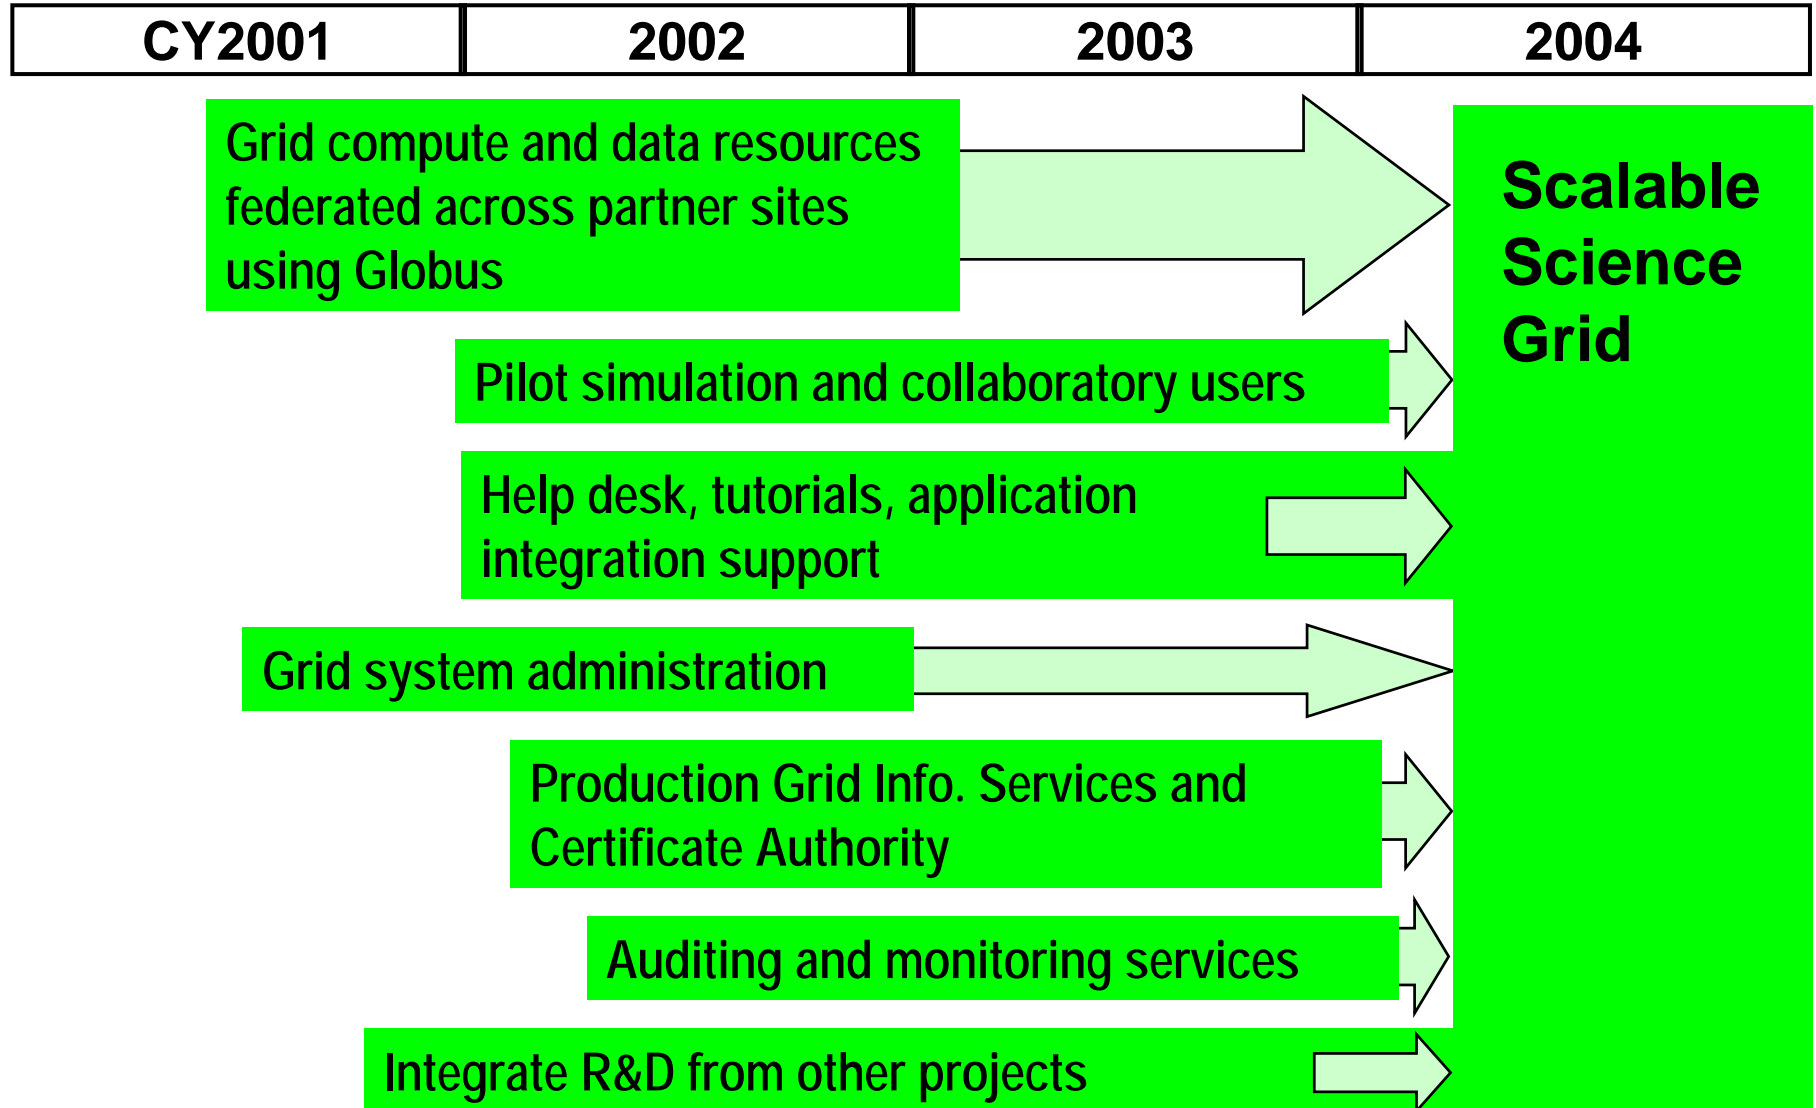 CY2001 2002 2003 2004
Grid compute and data resources
federated across partner sites
using Globus
Scalable
Science
Grid
Pilot simulation and collaboratory users
Help desk, tutorials, application
integration support
Grid system administration
Production Grid Info. Services and
Certificate Authority
Auditing and monitoring services
Integrate R&D from other projects